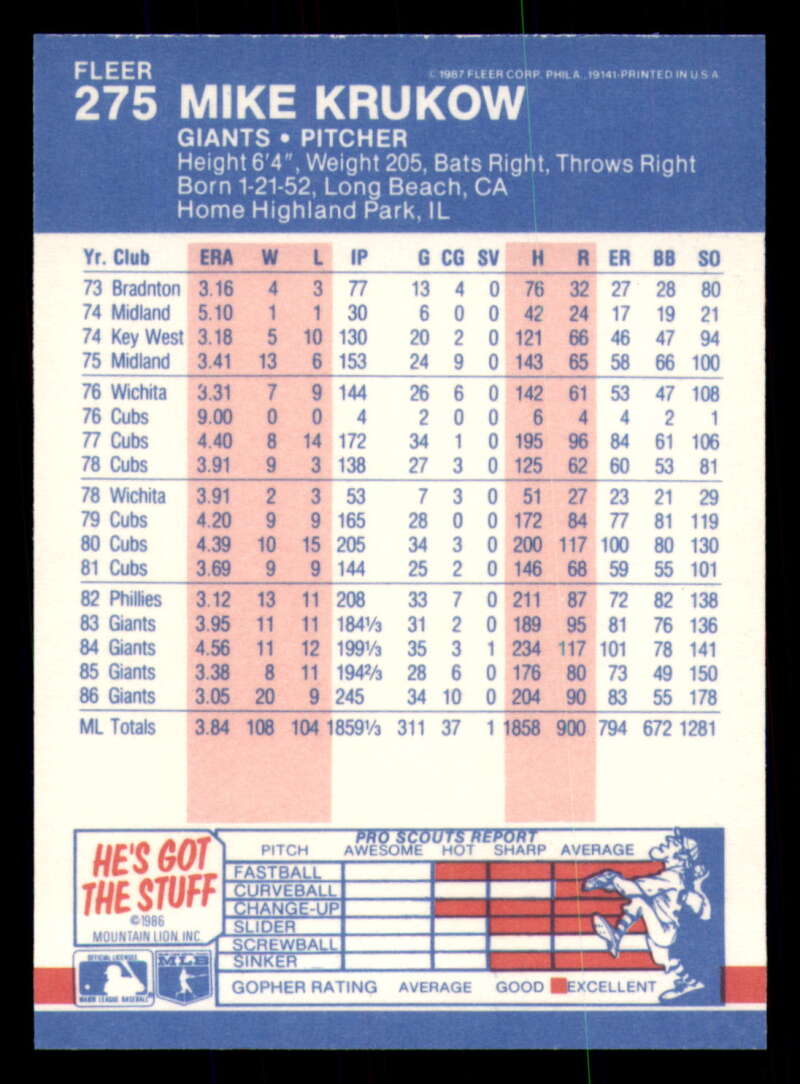 FLEER
© 1987 FLEER CORP. PHILA. 19141-PRINTED IN U.S.A.
275 MIKE KRUKOW
GIANTS • PITCHER
Height 6'4", Weight 205, Bats Right, Throws Right
Born 1-21-52, Long Beach, CA
Home Highland Park, IL
Yr. Club ERA W L IP G CG SV H R ER BB SO
73 Bradnton 3.16 4 3 77 13 4 0 76 32 27 28 80
74 Midland 5.10 1 1 30 6 0 0 42 24 17 19 21
74 Key West 3.18 5 10 130 20 2 0 121 66 46 47 94
75 Midland 3.41 13 6 153 24 9 0 143 65 58 66 100
76 Wichita 3.31 7 9 144 26 6 0 142 61 53 47 108
76 Cubs 9.00 0 0 4 2 0 0 6 4 4 2 1
77 Cubs 4.40 8 14 172 34 1 0 195 96 84 61 106
78 Cubs 3.91 9 3 138 27 3 0 125 62 60 53 81
78 Wichita 3.91 2 3 53 7 3 0 51 27 23 21 29
79 Cubs 4.20 9 9 165 28 0 0 172 84 77 81 119
80 Cubs 4.39 10 15 205 34 3 0 200 117 100 80 130
81 Cubs 3.69 9 9 144 25 2 0 146 68 59 55 101
82 Phillies 3.12 13 11 208 33 7 0 211 87 72 82 138
83 Giants 3.95 11 11 184⅓ 31 2 0 189 95 81 76 136
84 Giants 4.56 11 12 199⅓ 35 3 1 234 117 101 78 141
85 Giants 3.38 8 11 194⅔ 28 6 0 176 80 73 49 150
86 Giants 3.05 20 9 245 34 10 0 204 90 83 55 178
ML Totals 3.84 108 104 1859⅓ 311 37 1 1858 900 794 672 1281
HE'S GOT
THE STUFF
©1986
MOUNTAIN LION, INC.
OFFICIAL LICENSEE
MAJOR LEAGUE BASEBALL
MLB
PRO SCOUTS REPORT
PITCH AWESOME HOT SHARP AVERAGE
FASTBALL
CURVEBALL
CHANGE-UP
SLIDER
SCREWBALL
SINKER
GOPHER RATING AVERAGE GOOD EXCELLENT